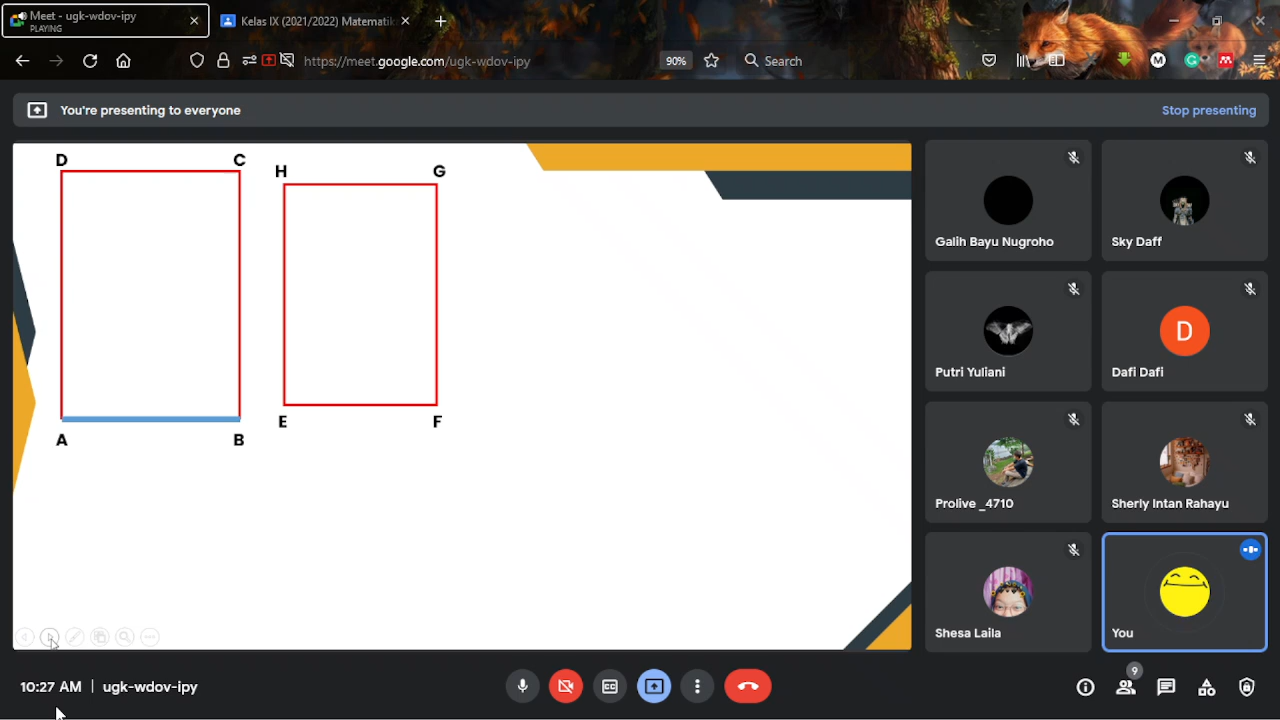 Meet - ugk-wdov-ipy
PLAYING
Kelas IX (2021/2022) Matematik
https://meet.google.com/ugk-wdov-ipy
90%
Search
You're presenting to everyone
Stop presenting
D C
H G
A B
E F
Galih Bayu Nugroho
Sky Daff
Putri Yuliani
D
Dafi Dafi
Prolive _4710
Sherly Intan Rahayu
Shesa Laila
You
10:27 AM | ugk-wdov-ipy
CC
9